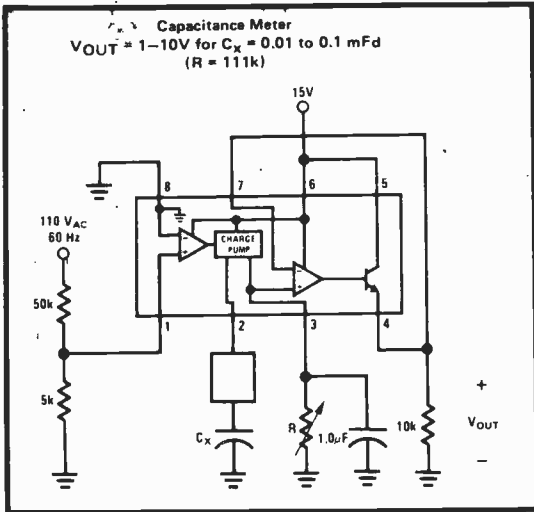 Capacitance Meter
VOUT = 1–10V for CX = 0.01 to 0.1 mFd
(R = 111k)
15V
8
7
6
5
110 VAC
60 Hz
CHARGE
PUMP
50k
1
2
3
4
5k
CX
R
1.0μF
10k
+
VOUT
–